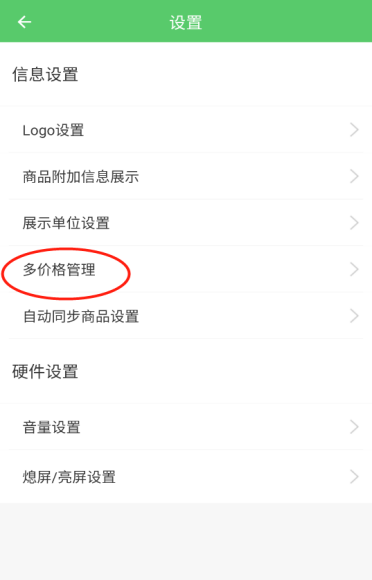 设置
信息设置
Logo设置
商品附加信息展示
展示单位设置
多价格管理
自动同步商品设置
硬件设置
音量设置
熄屏/亮屏设置